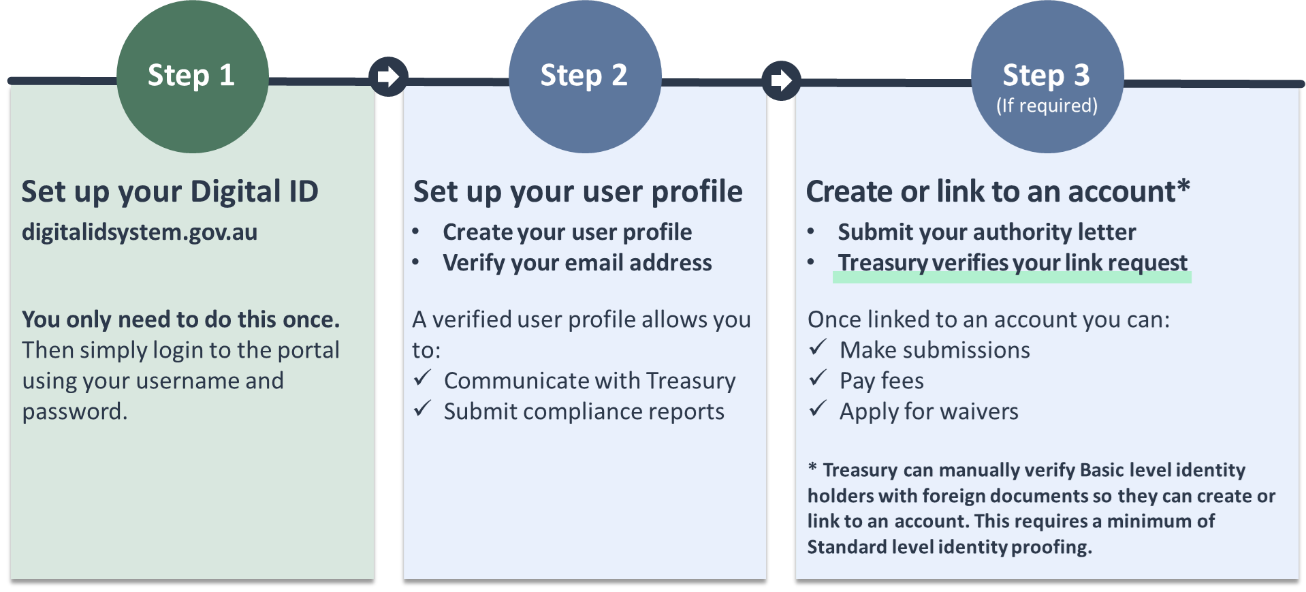 Step 1
Set up your Digital ID
digitalidsystem.gov.au
You only need to do this once.
Then simply login to the portal
using your username and
password.
Step 2
Set up your user profile
• Create your user profile
• Verify your email address
A verified user profile allows you
to:
✓ Communicate with Treasury
✓ Submit compliance reports
Step 3
(If required)
Create or link to an account*
• Submit your authority letter
• Treasury verifies your link request
Once linked to an account you can:
✓ Make submissions
✓ Pay fees
✓ Apply for waivers
* Treasury can manually verify Basic level identity
holders with foreign documents so they can create or
link to an account. This requires a minimum of
Standard level identity proofing.